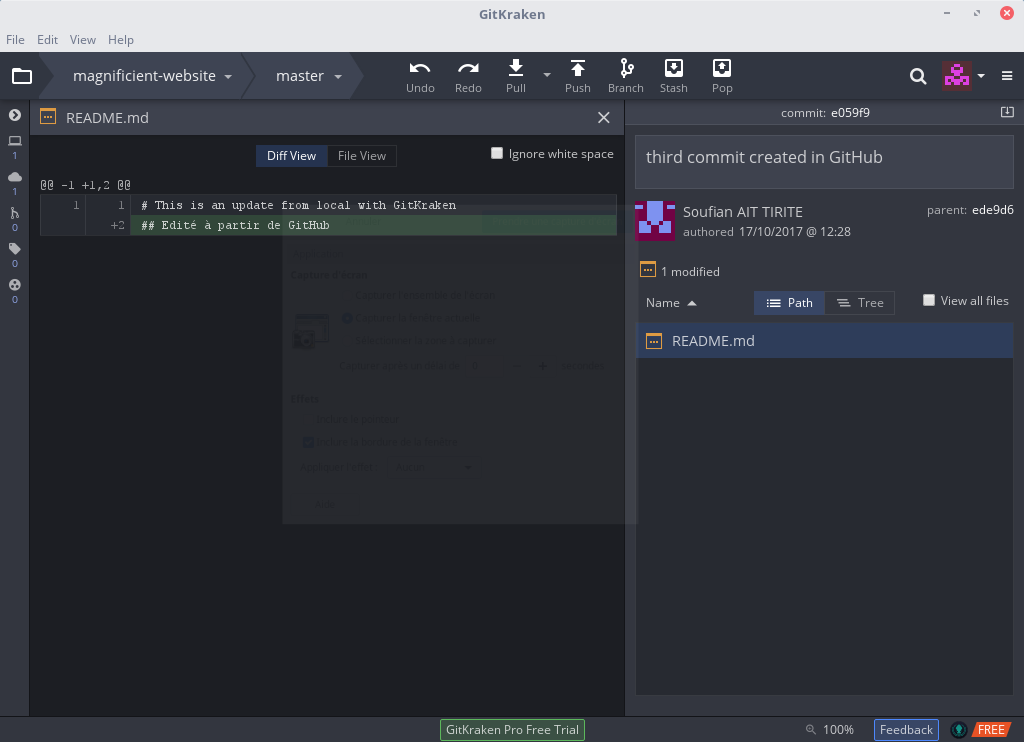 GitKraken
File Edit View Help
magnificient-website master Undo Redo Pull Push Branch Stash Pop
README.md
Diff View File View Ignore white space
@@ -1 +1,2 @@
1 1 # This is an update from local with GitKraken
+2 ## Edité à partir de GitHub
1
1
0
0
0
Capture d'écran
Effets
commit: e059f9
third commit created in GitHub
Soufian AIT TIRITE
authored 17/10/2017 @ 12:28
parent: ede9d6
1 modified
Name Path Tree View all files
README.md
GitKraken Pro Free Trial 100% Feedback FREE